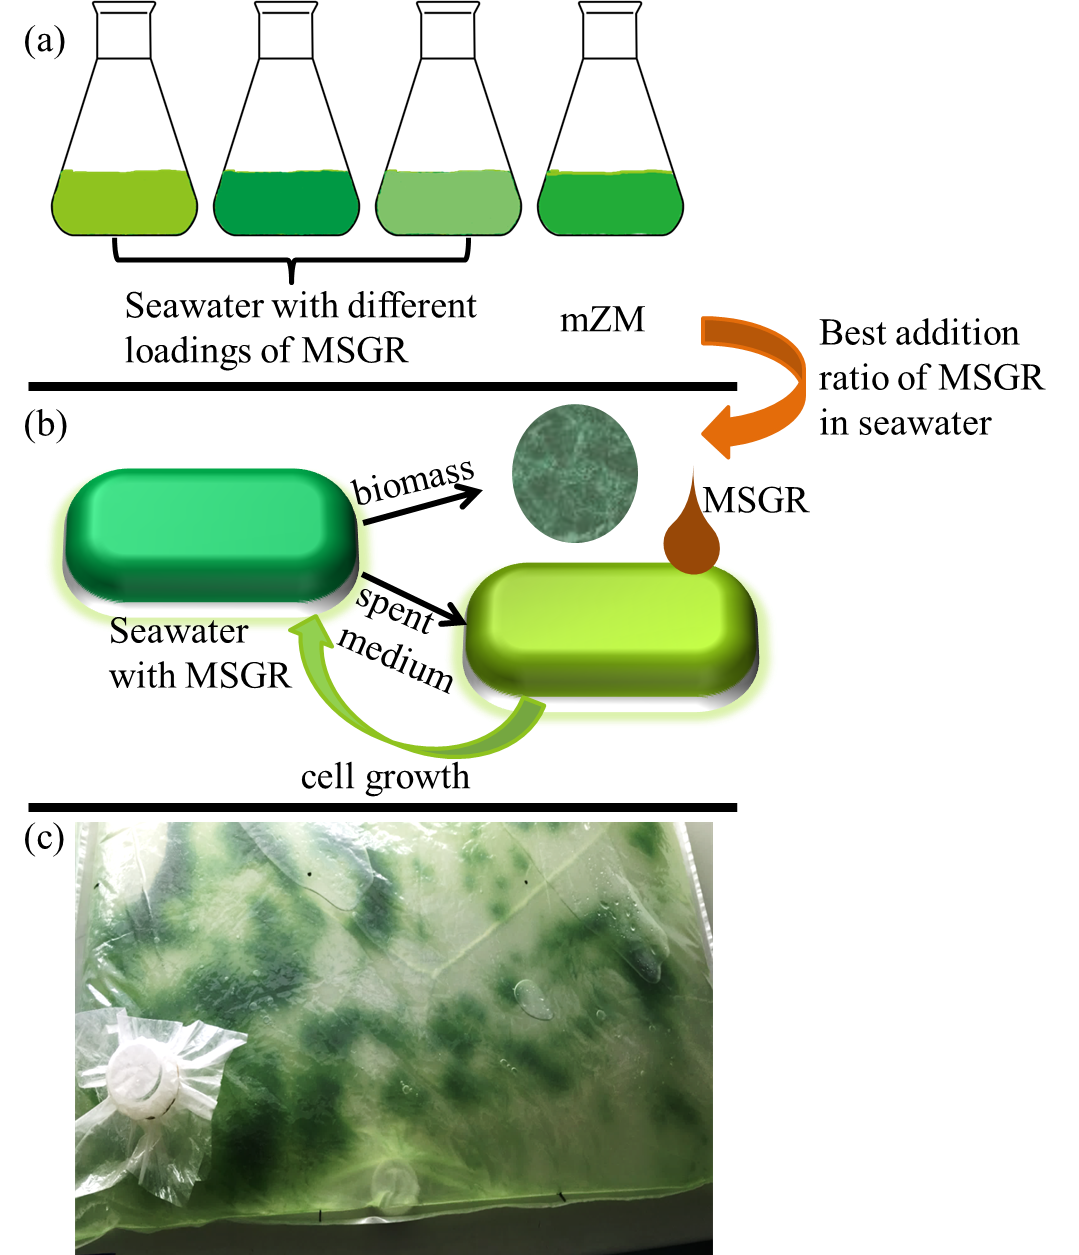 (a)
Seawater with different
loadings of MSGR
mZM
Best addition
ratio of MSGR
in seawater
(b)
biomass
MSGR
spent
medium
Seawater
with MSGR
cell growth
(c)